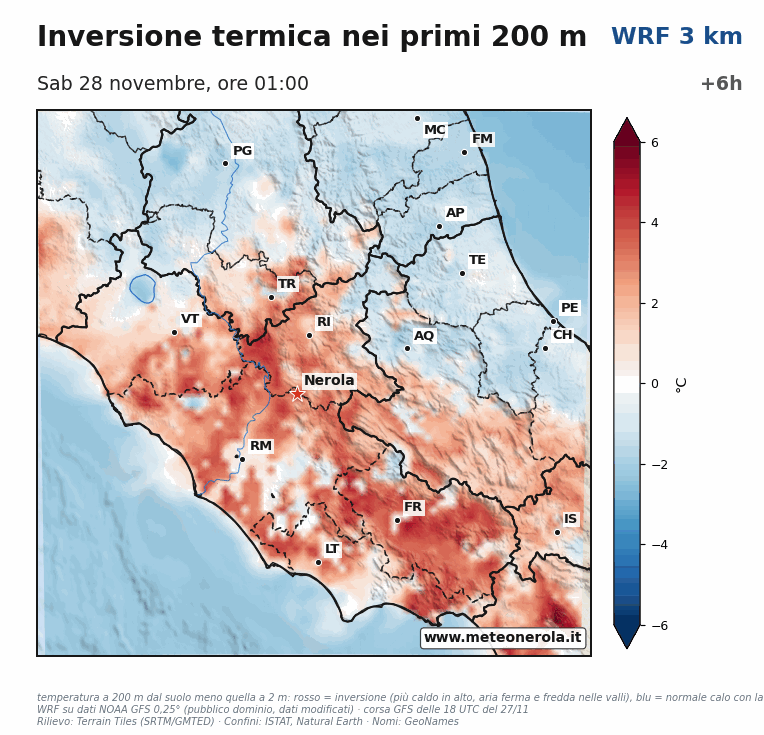 Inversione termica nei primi 200 m WRF 3 km
Sab 28 novembre, ore 01:00 +6h
MC
FM
PG
AP
TE
TR
PE
VT
RI
AQ
CH
Nerola
RM
FR
IS
LT
www.meteonerola.it
6
4
2
0
−2
−4
−6
°C
temperatura a 200 m dal suolo meno quella a 2 m: rosso = inversione (più caldo in alto, aria ferma e fredda nelle valli), blu = normale calo con la
WRF su dati NOAA GFS 0,25° (pubblico dominio, dati modificati) · corsa GFS delle 18 UTC del 27/11
Rilievo: Terrain Tiles (SRTM/GMTED) · Confini: ISTAT, Natural Earth · Nomi: GeoNames